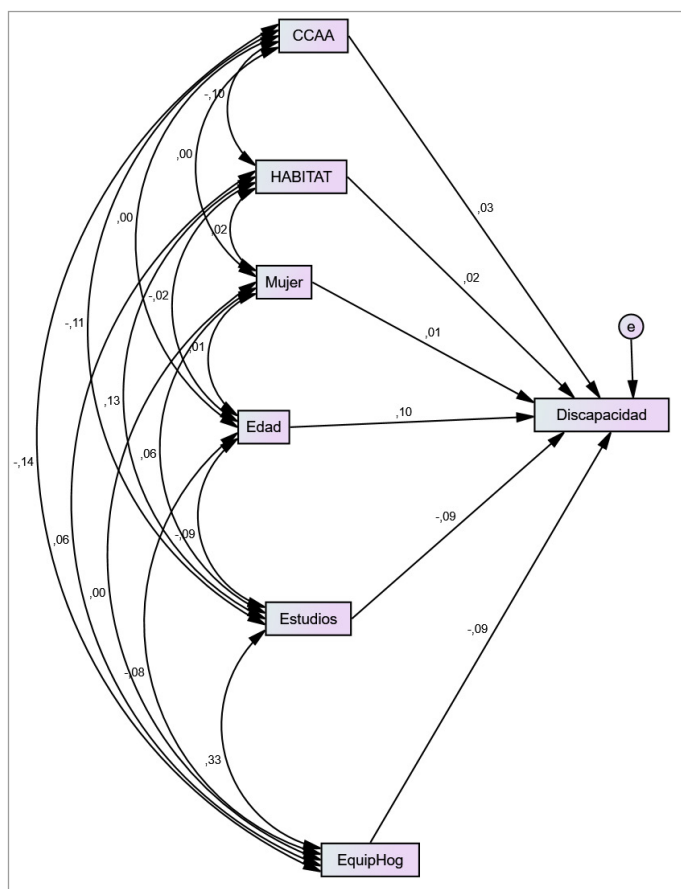 CCAA
-,10
,00
HABITAT
,03
,00
,02
,02
Mujer
-,02
-,11
,01
e
,01
,13
,10
Discapacidad
Edad
,06
-,14
-,09
-,09
,06
,00
Estudios
-,09
-,08
,33
EquipHog